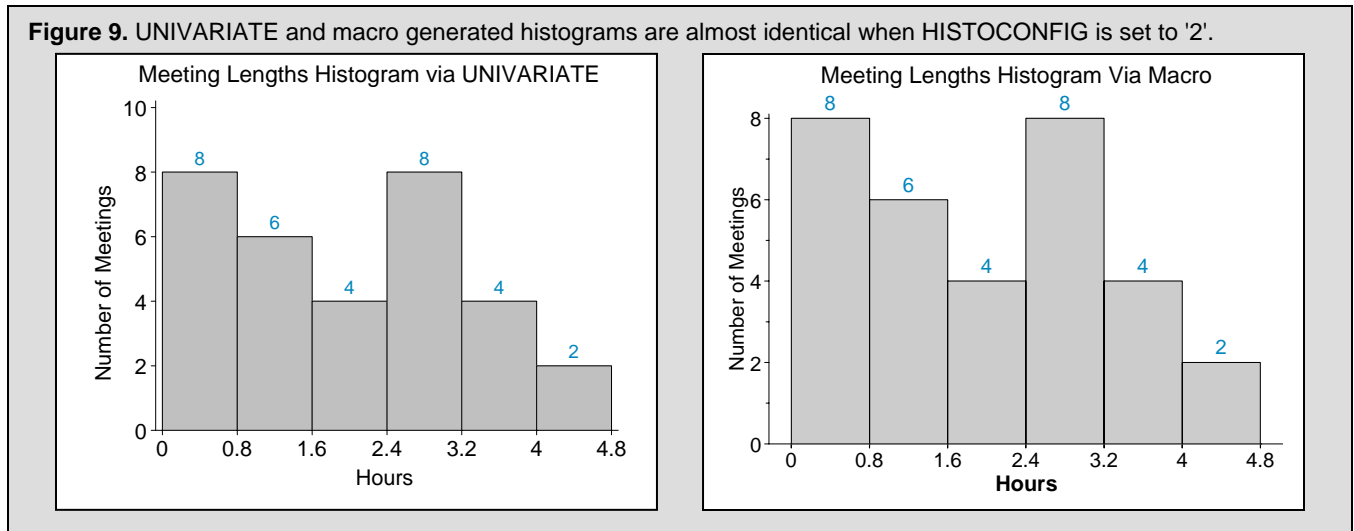 Figure 9. UNIVARIATE and macro generated histograms are almost identical when HISTOCONFIG is set to '2'.
Meeting Lengths Histogram via UNIVARIATE
Number of Meetings
10
8
6
4
2
0
8
6
4
8
4
2
0 0.8 1.6 2.4 3.2 4 4.8
Hours
Meeting Lengths Histogram Via Macro
Number of Meetings
8
6
4
2
0
8
6
4
8
4
2
0 0.8 1.6 2.4 3.2 4 4.8
Hours